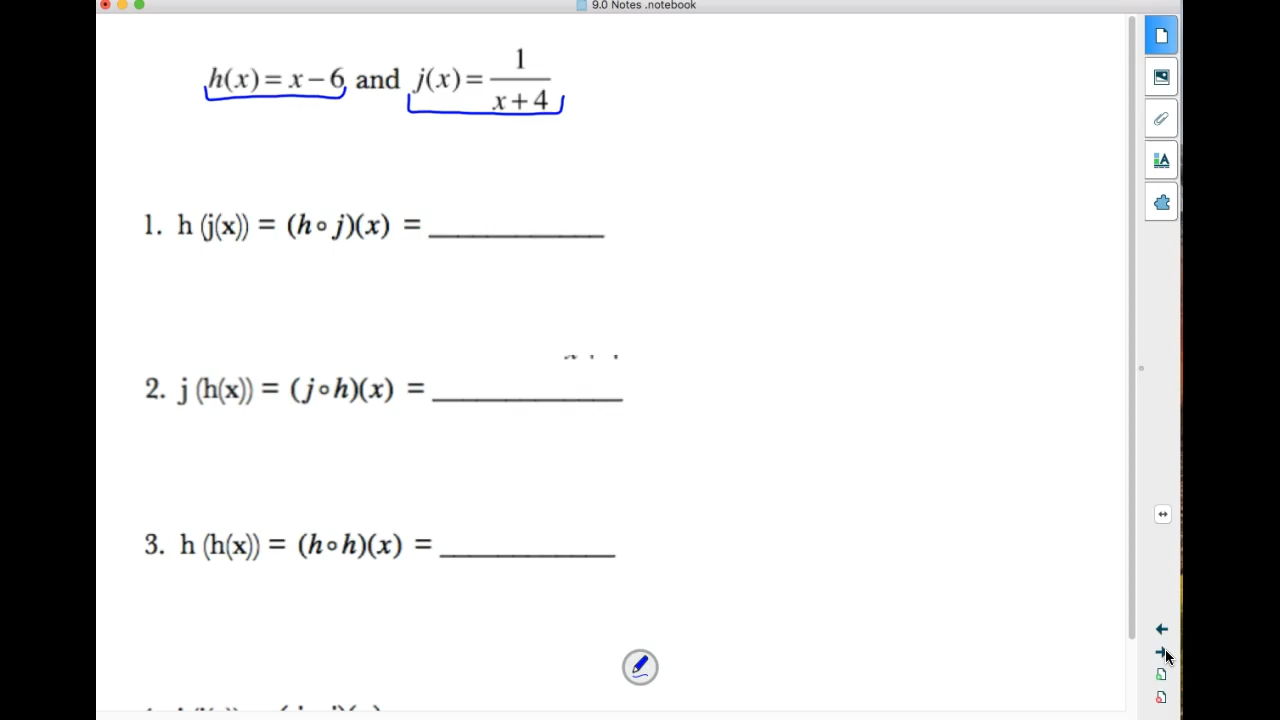 9.0 Notes .notebook
h(x) = x − 6 and j(x) = 1/(x + 4)
1. h (j(x)) = (h ∘ j)(x) = ____________
2. j (h(x)) = (j ∘ h)(x) = ____________
3. h (h(x)) = (h ∘ h)(x) = ____________